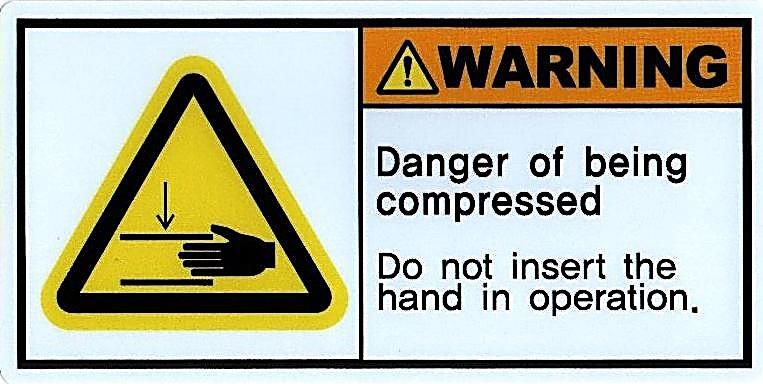 WARNING
Danger of being
compressed
Do not insert the
hand in operation.